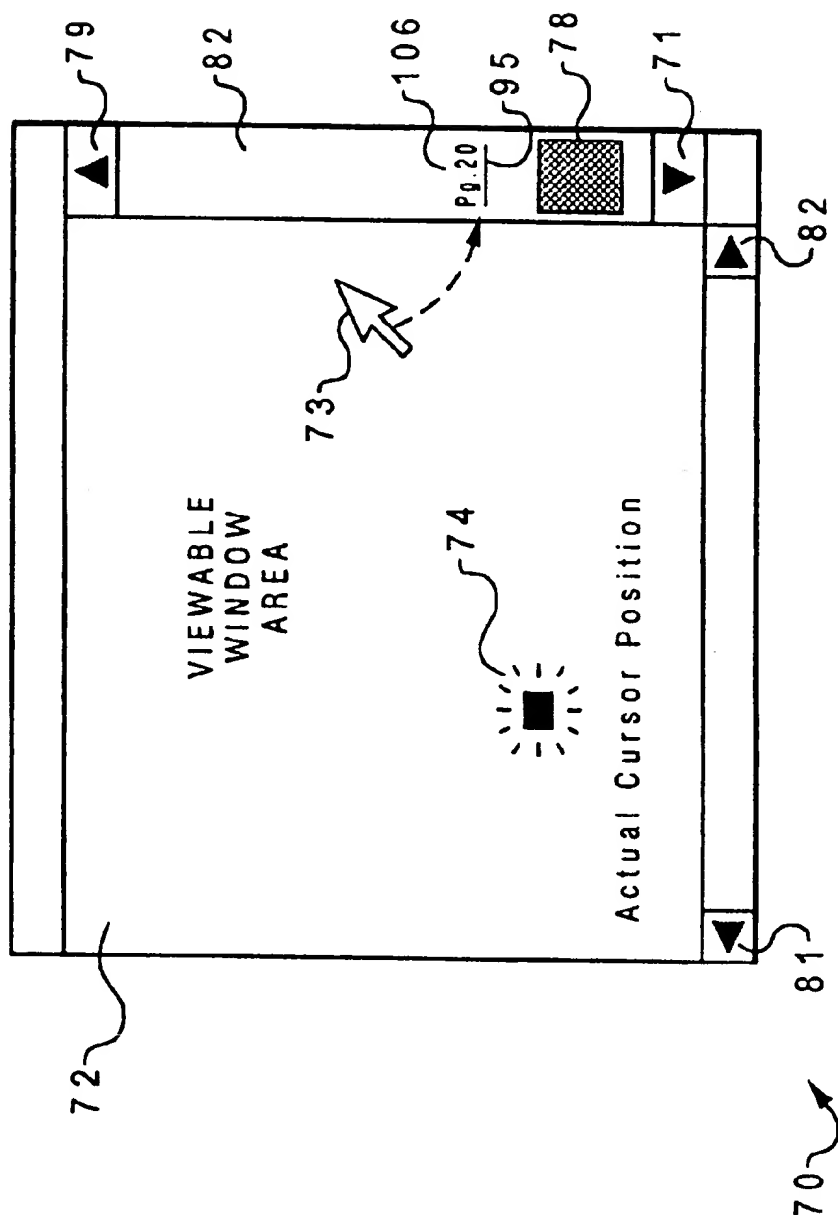 79
82
106
Pg.20
95
78
71
82
73
VIEWABLE
WINDOW
AREA
74
Actual Cursor Position
72
81
70